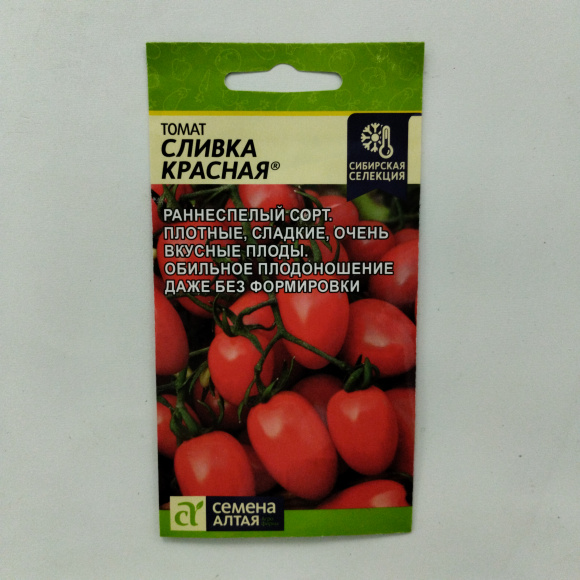 ТОМАТ
СЛИВКА
КРАСНАЯ®
СИБИРСКАЯ
СЕЛЕКЦИЯ
РАННЕСПЕЛЫЙ СОРТ.
ПЛОТНЫЕ, СЛАДКИЕ, ОЧЕНЬ
ВКУСНЫЕ ПЛОДЫ.
ОБИЛЬНОЕ ПЛОДОНОШЕНИЕ
ДАЖЕ БЕЗ ФОРМИРОВКИ
семена
АЛТАЯ